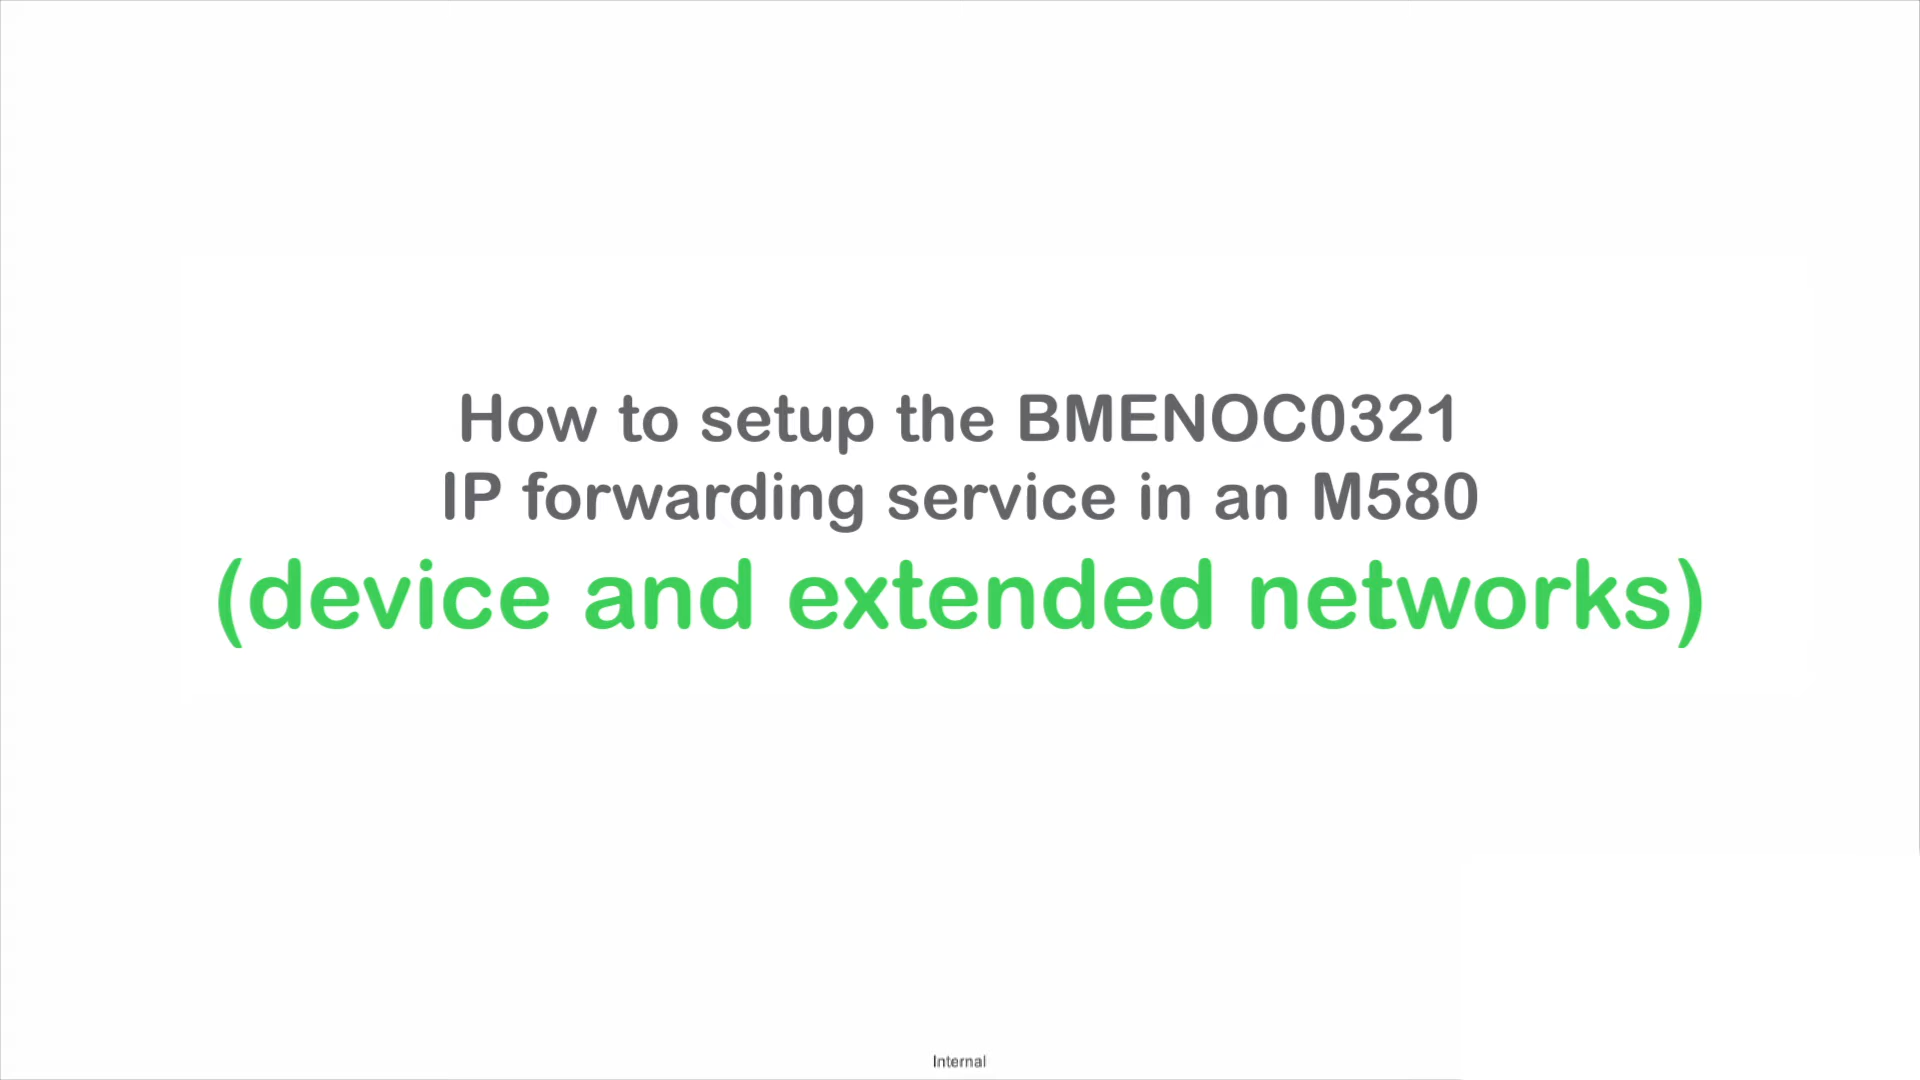 How to setup the BMENOC0321
IP forwarding service in an M580
(device and extended networks)
Internal